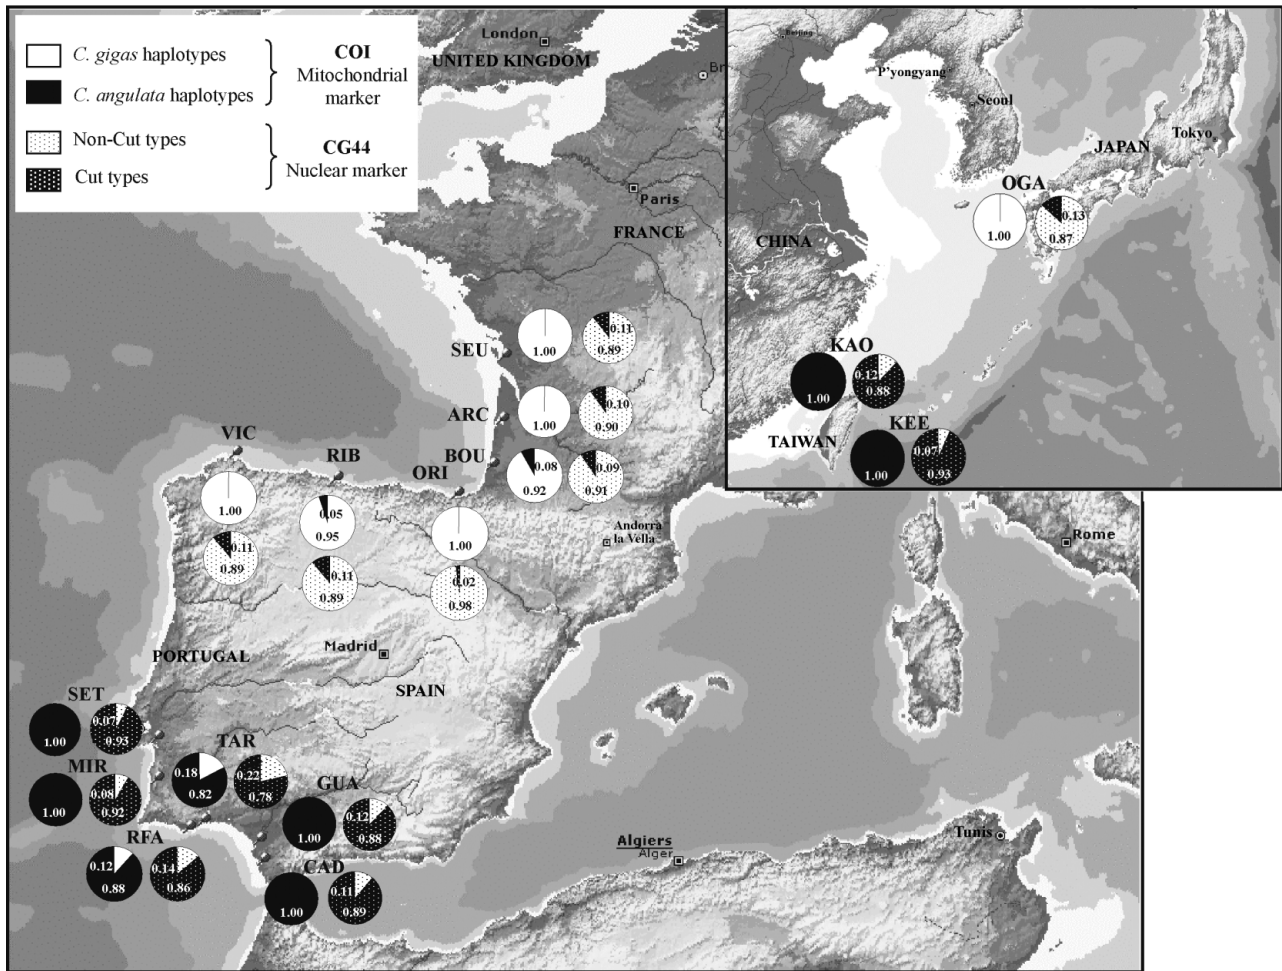 C. gigas haplotypes
C. angulata haplotypes
COI
Mitochondrial
marker
Non-Cut types
Cut types
CG44
Nuclear marker
London
UNITED KINGDOM
Br
Paris
FRANCE
SEU
1.00
0.11
0.89
ARC
1.00
0.10
0.90
BOU
0.08
0.92
0.09
0.91
VIC
1.00
0.11
0.89
RIB
0.05
0.95
0.11
0.89
ORI
1.00
0.02
0.98
Andorra
la Vella
Rome
Madrid
PORTUGAL
SPAIN
SET
1.00
0.07
0.93
MIR
1.00
0.08
0.92
TAR
0.18
0.82
0.22
0.78
GUA
1.00
0.12
0.88
RFA
0.12
0.88
0.14
0.86
CAD
1.00
0.11
0.89
Algiers
Alger
Tunis
Beijing
P'yongyang
Seoul
JAPAN
Tokyo
OGA
1.00
0.13
0.87
CHINA
KAO
1.00
0.12
0.88
TAIWAN
KEE
1.00
0.07
0.93